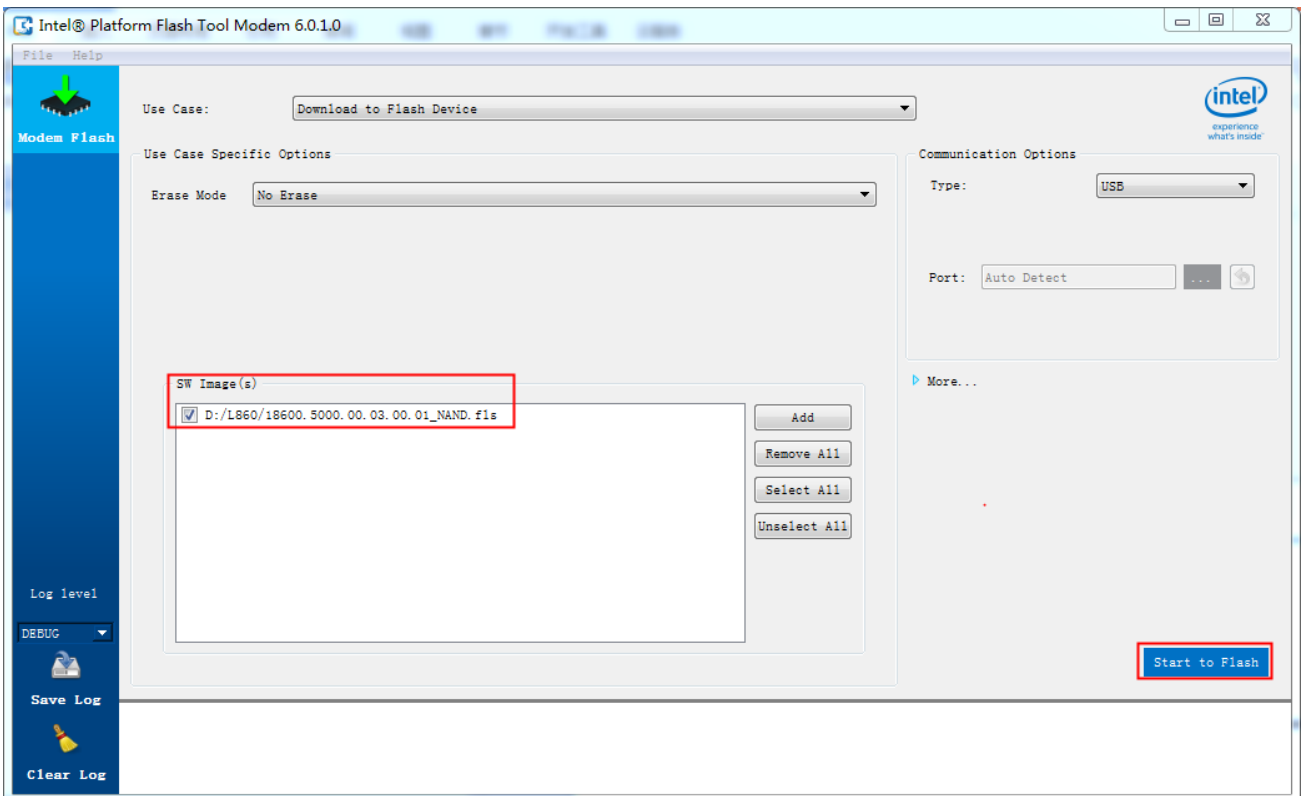 Intel® Platform Flash Tool Modem 6.0.1.0
File Help
Modem Flash
Use Case: Download to Flash Device
intel
experience
what's inside™
Use Case Specific Options
Erase Mode No Erase
Communication Options
Type: USB
Port: Auto Detect ...
More...
SW Image(s)
D:/L860/18600.5000.00.03.00.01_NAND.fls
Add
Remove All
Select All
Unselect All
Log level
DEBUG
Save Log
Clear Log
Start to Flash